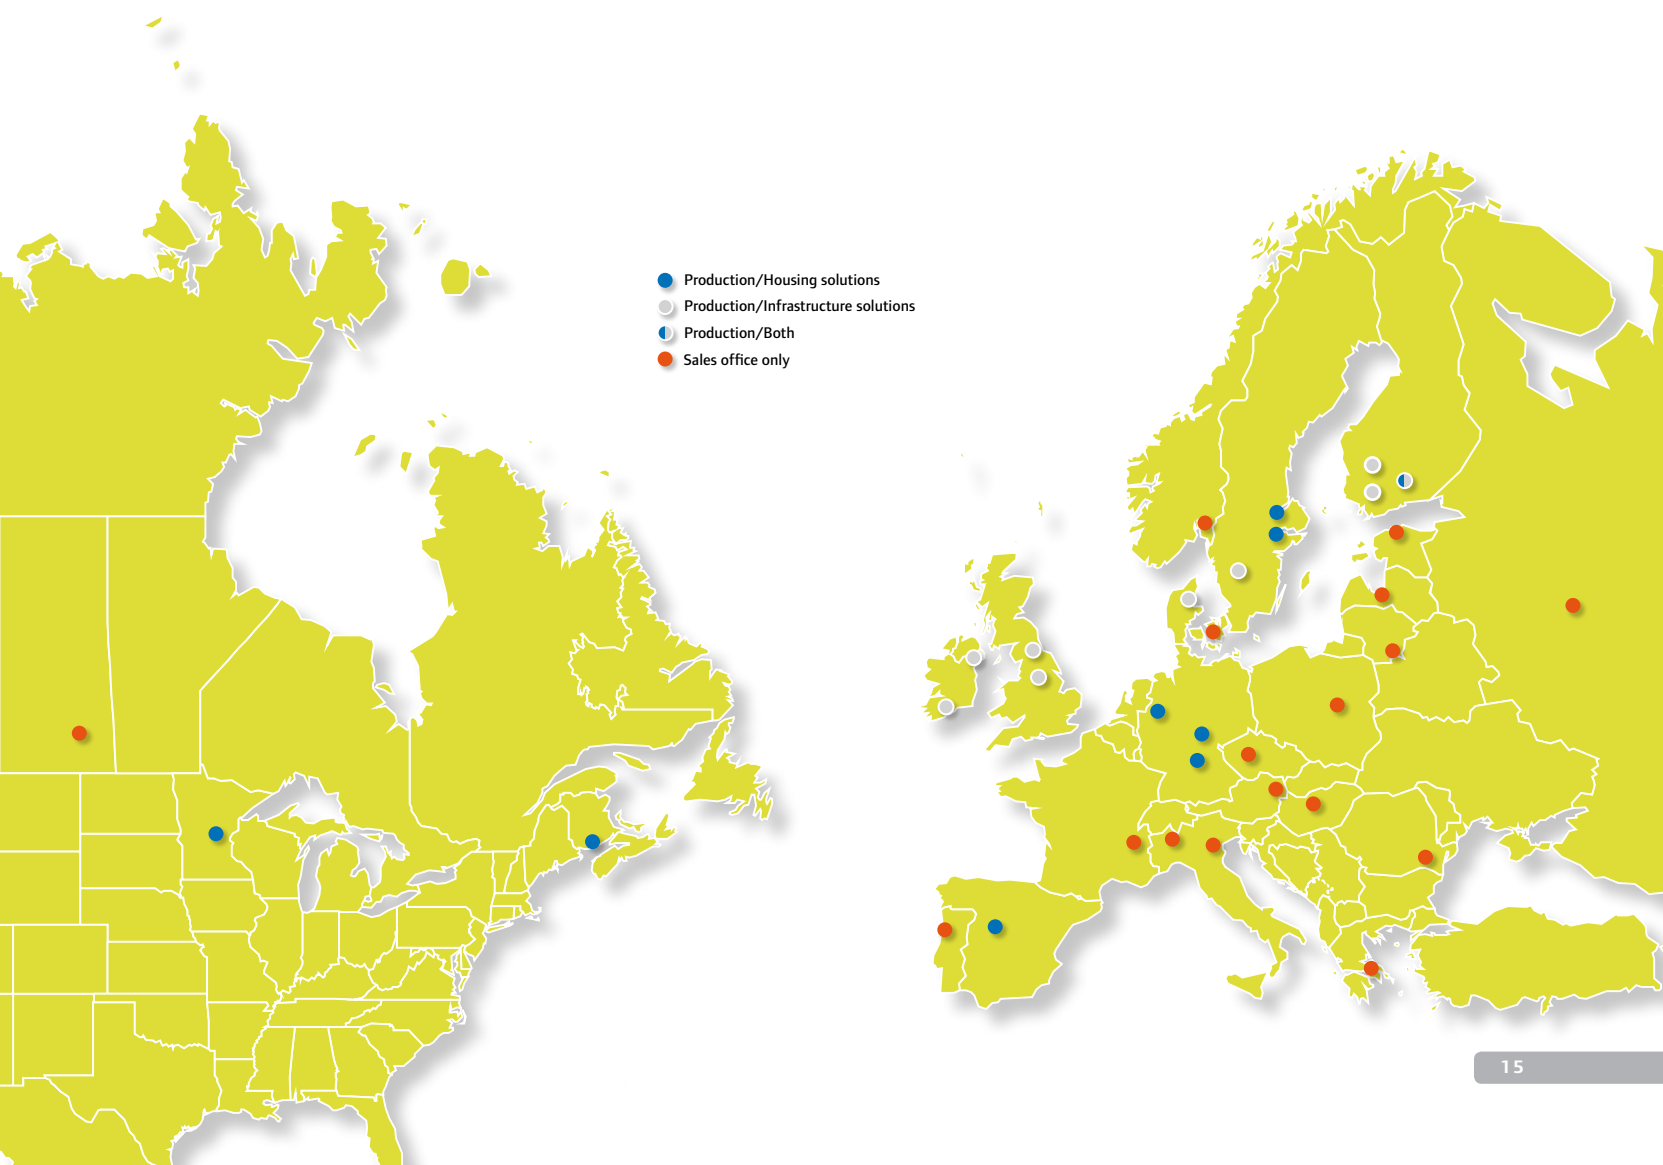 Production/Housing solutions
Production/Infrastructure solutions
Production/Both
Sales office only
15